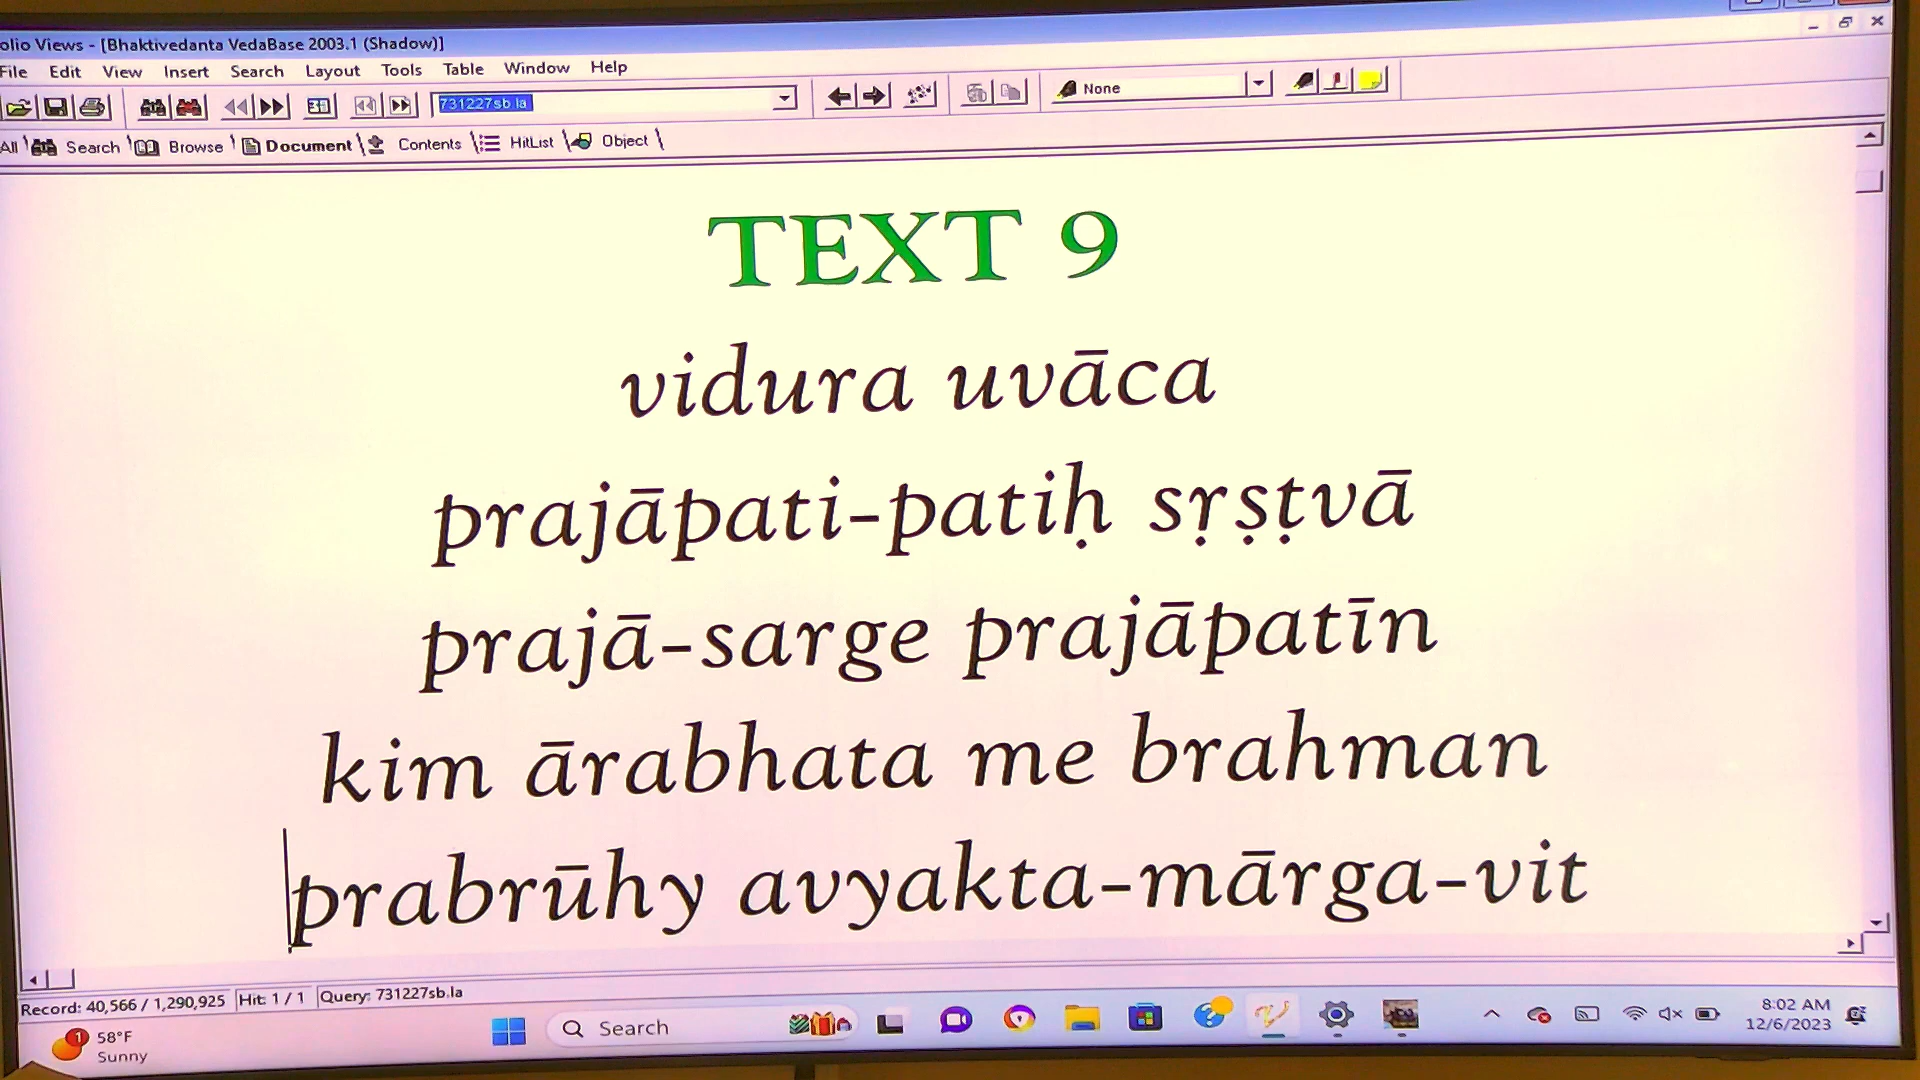 olio Views - [Bhaktivedanta VedaBase 2003.1 (Shadow)]
File Edit View Insert Search Layout Tools Table Window Help
731227sb.la
None
All Search Browse Document Contents HitList Object
TEXT 9
vidura uvāca
prajāpati-patiḥ sṛṣṭvā
prajā-sarge prajāpatīn
kim ārabhata me brahman
prabrūhy avyakta-mārga-vit
Record: 40,566 / 1,290,925 Hit: 1 / 1 Query: 731227sb.la
1 58°F
Sunny
Search
8:02 AM
12/6/2023